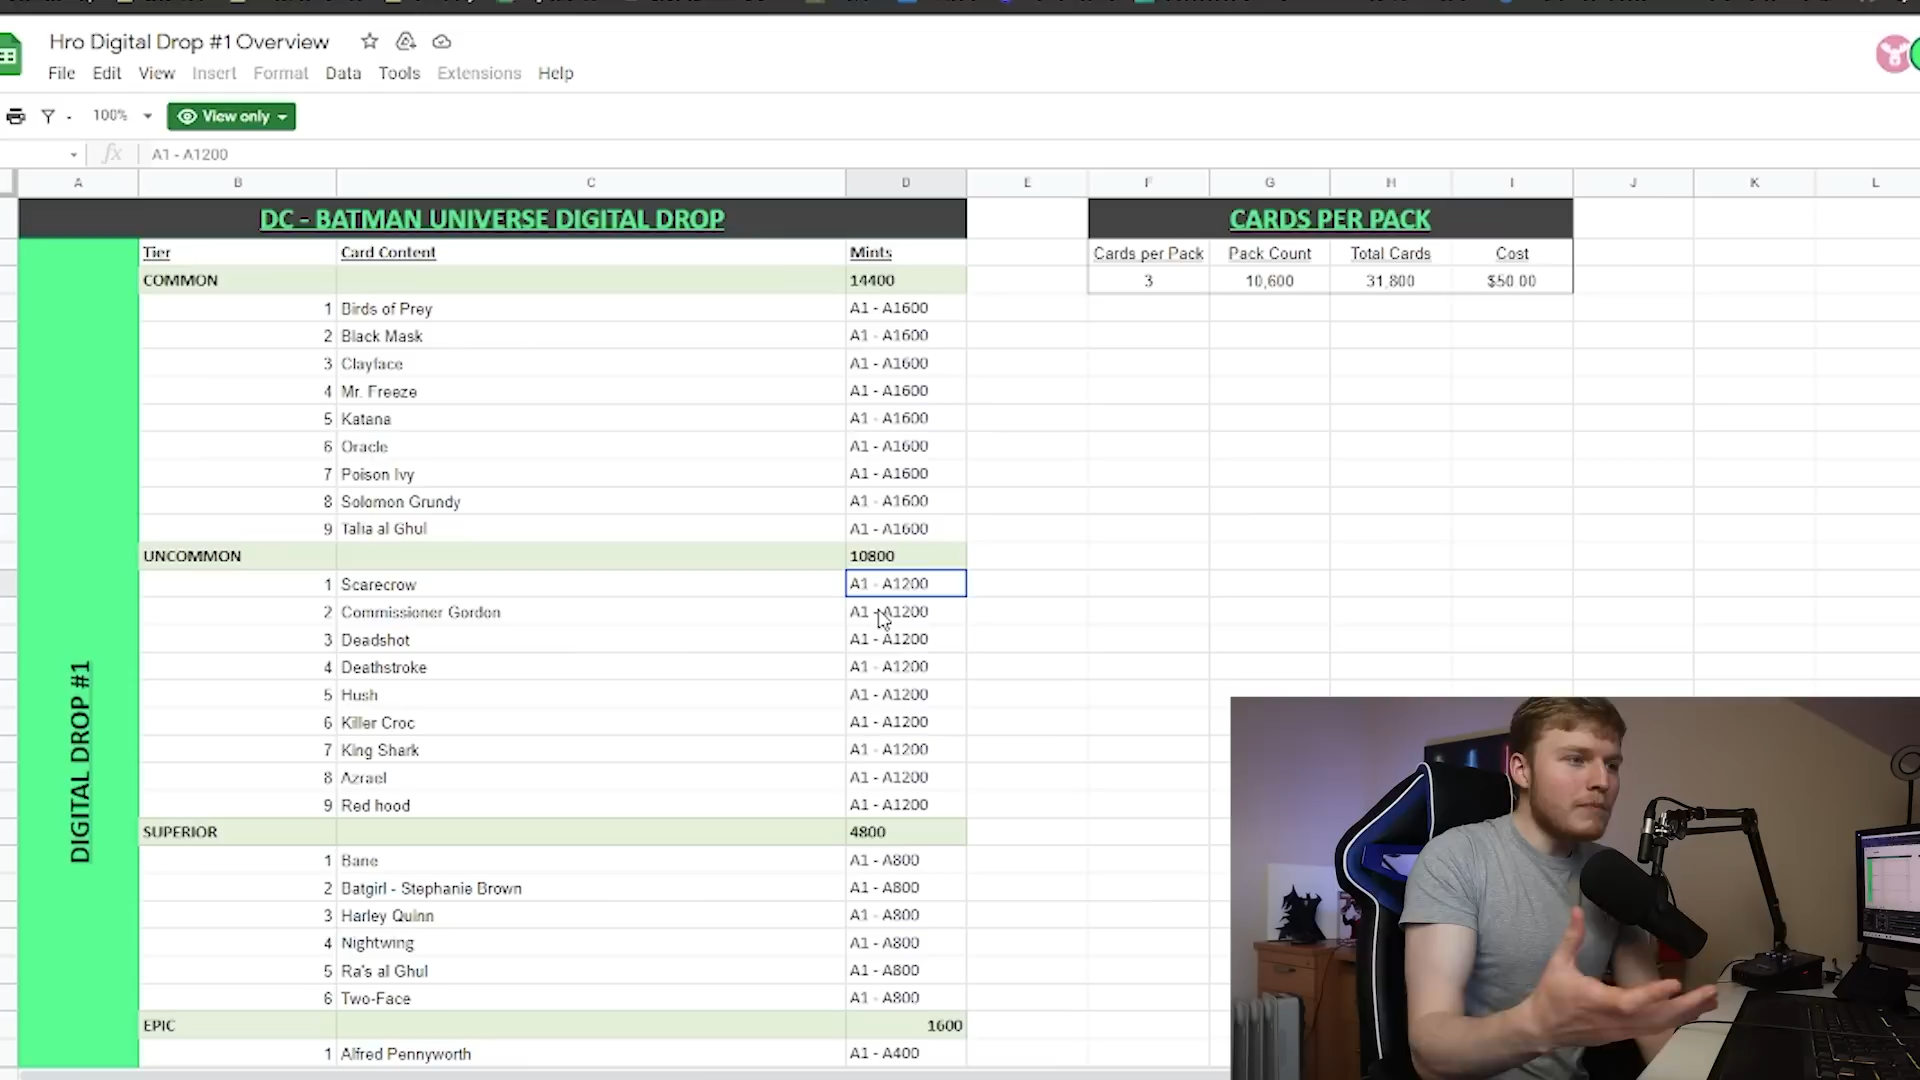 Hro Digital Drop #1 Overview
File Edit View Insert Format Data Tools Extensions Help
100% View only
fx A1 - A1200
A B C D E F G H I J K L
DC - BATMAN UNIVERSE DIGITAL DROP CARDS PER PACK
Tier Card Content Mints Cards per Pack Pack Count Total Cards Cost
COMMON 14400 3 10,600 31,800 $50 00
1 Birds of Prey A1 - A1600
2 Black Mask A1 - A1600
3 Clayface A1 - A1600
4 Mr. Freeze A1 - A1600
5 Katana A1 - A1600
6 Oracle A1 - A1600
7 Poison Ivy A1 - A1600
8 Solomon Grundy A1 - A1600
9 Talia al Ghul A1 - A1600
UNCOMMON 10800
1 Scarecrow A1 - A1200
2 Commissioner Gordon A1 - A1200
3 Deadshot A1 - A1200
4 Deathstroke A1 - A1200
5 Hush A1 - A1200
6 Killer Croc A1 - A1200
7 King Shark A1 - A1200
8 Azrael A1 - A1200
9 Red hood A1 - A1200
SUPERIOR 4800
1 Bane A1 - A800
2 Batgirl - Stephanie Brown A1 - A800
3 Harley Quinn A1 - A800
4 Nightwing A1 - A800
5 Ra's al Ghul A1 - A800
6 Two-Face A1 - A800
EPIC 1600
1 Alfred Pennyworth A1 - A400
DIGITAL DROP #1